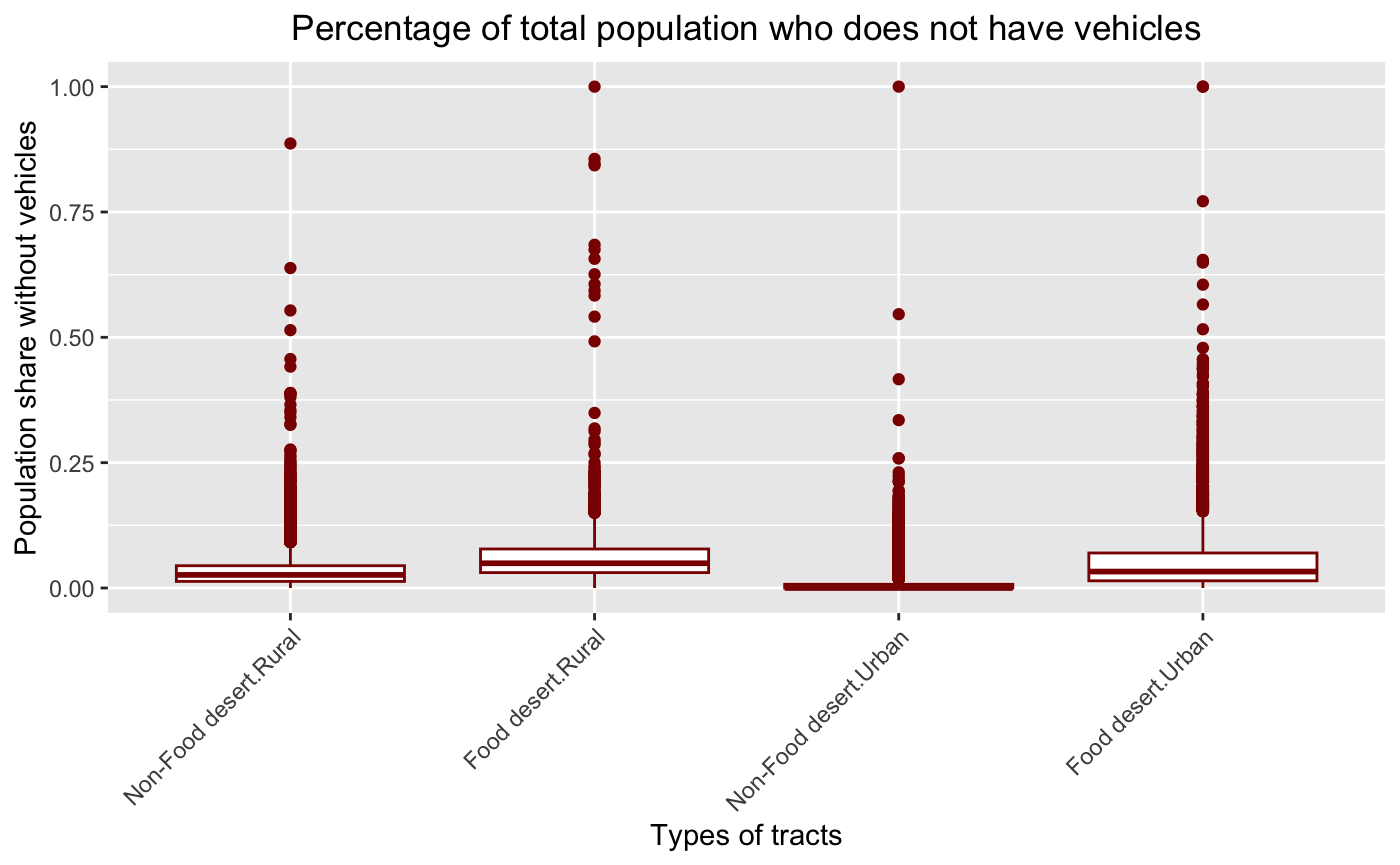 Percentage of total population who does not have vehicles
Population share without vehicles
1.00
0.75
0.50
0.25
0.00
Non-Food desert.Rural
Food desert.Rural
Non-Food desert.Urban
Food desert.Urban
Types of tracts